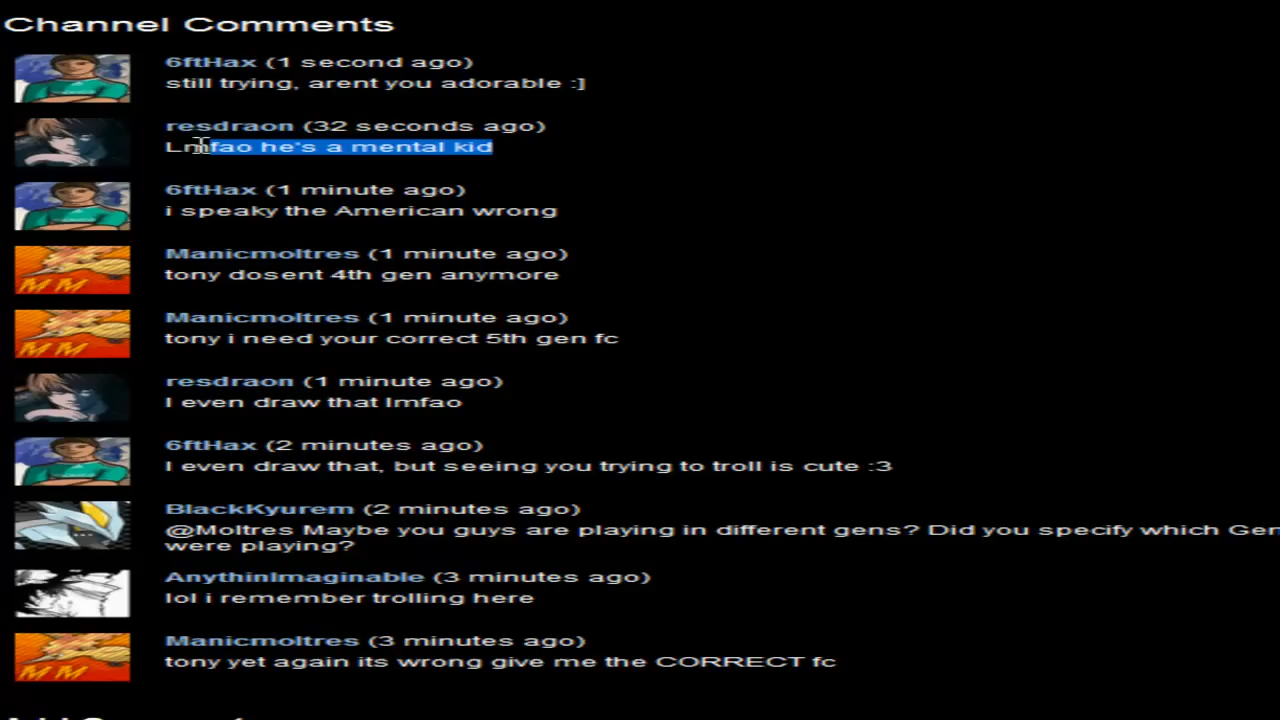 Channel Comments
6ftHax (1 second ago)
still trying, arent you adorable :]
resdraon (32 seconds ago)
Lmfao he's a mental kid
6ftHax (1 minute ago)
i speaky the American wrong
Manicmoltres (1 minute ago)
tony dosent 4th gen anymore
Manicmoltres (1 minute ago)
tony i need your correct 5th gen fc
resdraon (1 minute ago)
I even draw that lmfao
6ftHax (2 minutes ago)
I even draw that, but seeing you trying to troll is cute :3
BlackKyurem (2 minutes ago)
@Moltres Maybe you guys are playing in different gens? Did you specify which Gen
were playing?
AnythinImaginable (3 minutes ago)
lol i remember trolling here
Manicmoltres (3 minutes ago)
tony yet again its wrong give me the CORRECT fc
MM
MM
MM